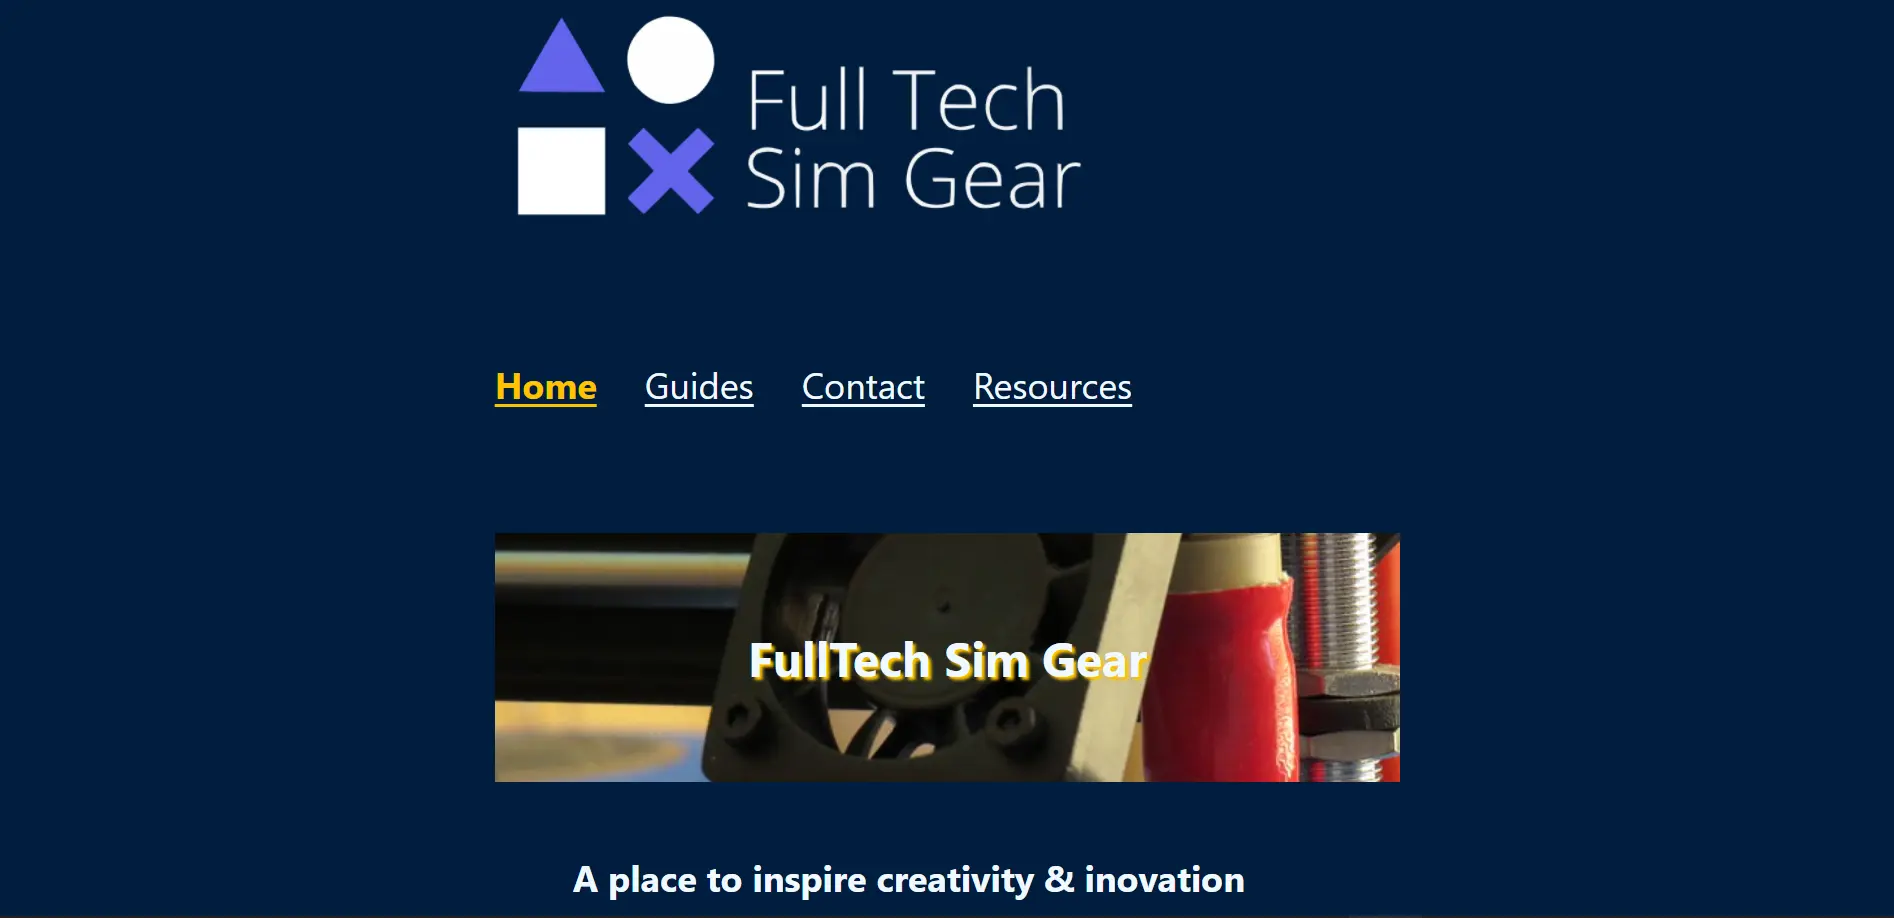 Full Tech
Sim Gear
Home Guides Contact Resources
FullTech Sim Gear
A place to inspire creativity & inovation